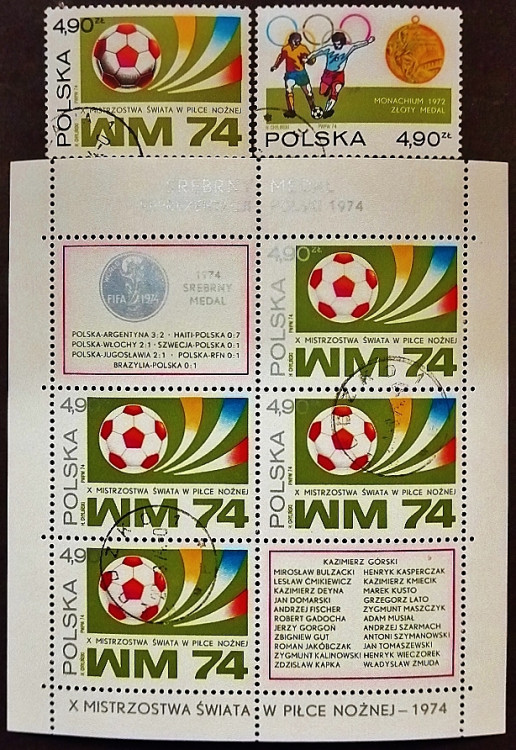 4,90 ZŁ
POLSKA
X MISTRZOSTWA ŚWIATA W PIŁCE NOŻNEJ
WM 74
MONACHIUM 1972
ZŁOTY MEDAL
POLSKA 4,90 ZŁ
SREBRNY MEDAL
POLSKI 1974
FIFA 1974
1974
SREBRNY
MEDAL
POLSKA-ARGENTYNA 3:2 · HAITI-POLSKA 0:7
POLSKA-WŁOCHY 2:1 · SZWECJA-POLSKA 0:1
POLSKA-JUGOSŁAWIA 2:1 · POLSKA-RFN 0:1
BRAZYLIA-POLSKA 0:1
4,90 ZŁ
POLSKA
X MISTRZOSTWA ŚWIATA W PIŁCE NOŻNEJ
WM 74
4,90
POLSKA
X MISTRZOSTWA ŚWIATA W PIŁCE NOŻNEJ
WM 74
4,90
POLSKA
X MISTRZOSTWA ŚWIATA W PIŁCE NOŻNEJ
WM 74
4,90
POLSKA
X MISTRZOSTWA ŚWIATA W PIŁCE NOŻNEJ
WM 74
KAZIMIERZ GÓRSKI
MIROSŁAW BULZACKI HENRYK KASPERCZAK
LESŁAW ĆMIKIEWICZ KAZIMIERZ KMIECIK
KAZIMIERZ DEYNA MAREK KUSTO
JAN DOMARSKI GRZEGORZ LATO
ANDRZEJ FISCHER ZYGMUNT MASZCZYK
ROBERT GADOCHA ADAM MUSIAŁ
JERZY GORGOŃ ANDRZEJ SZARMACH
ZBIGNIEW GUT ANTONI SZYMANOWSKI
ROMAN JAKÓBCZAK JAN TOMASZEWSKI
ZYGMUNT KALINOWSKI HENRYK WIECZOREK
ZDZISŁAW KAPKA WŁADYSŁAW ŻMUDA
X MISTRZOSTWA ŚWIATA W PIŁCE NOŻNEJ – 1974